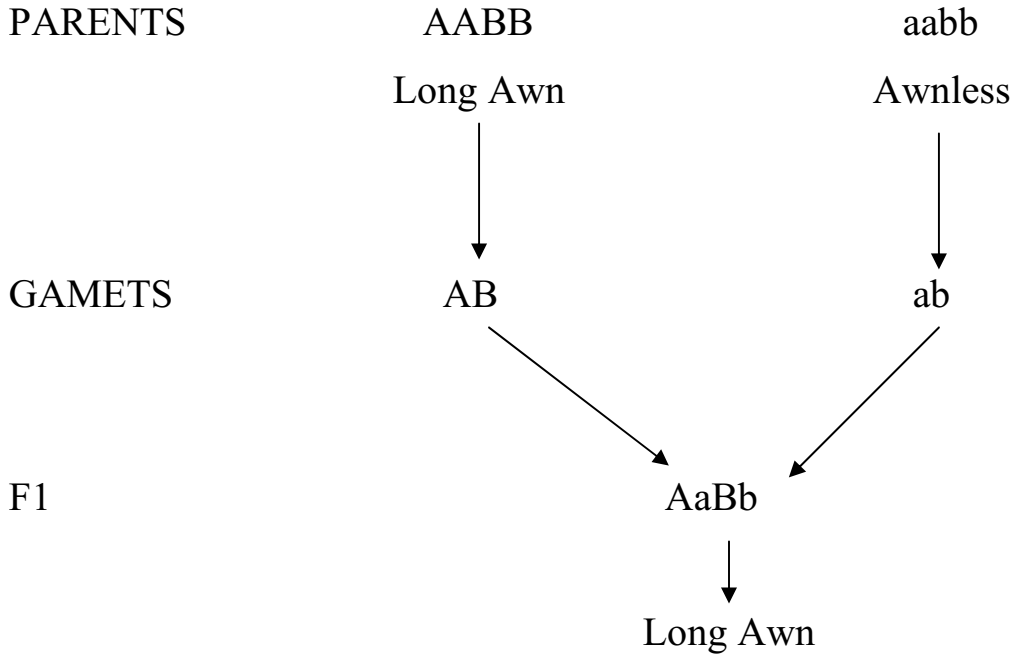 PARENTS AABB aabb
Long Awn Awnless
GAMETS AB ab
F1 AaBb
Long Awn